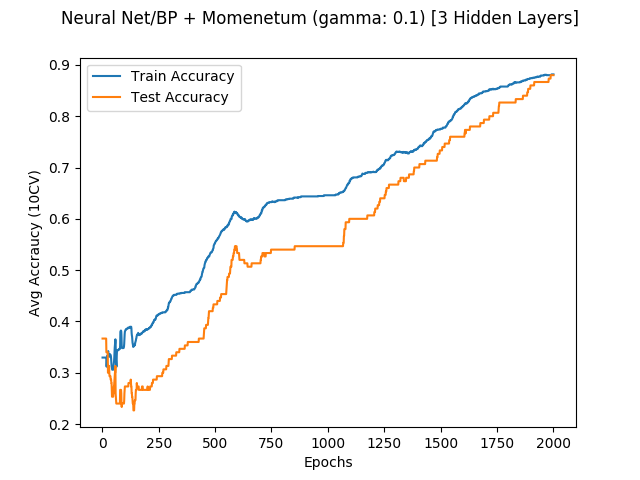 Neural Net/BP + Momenetum (gamma: 0.1) [3 Hidden Layers]
Train Accuracy
Test Accuracy
Avg Accraucy (10CV)
0.9
0.8
0.7
0.6
0.5
0.4
0.3
0.2
0 250 500 750 1000 1250 1500 1750 2000
Epochs